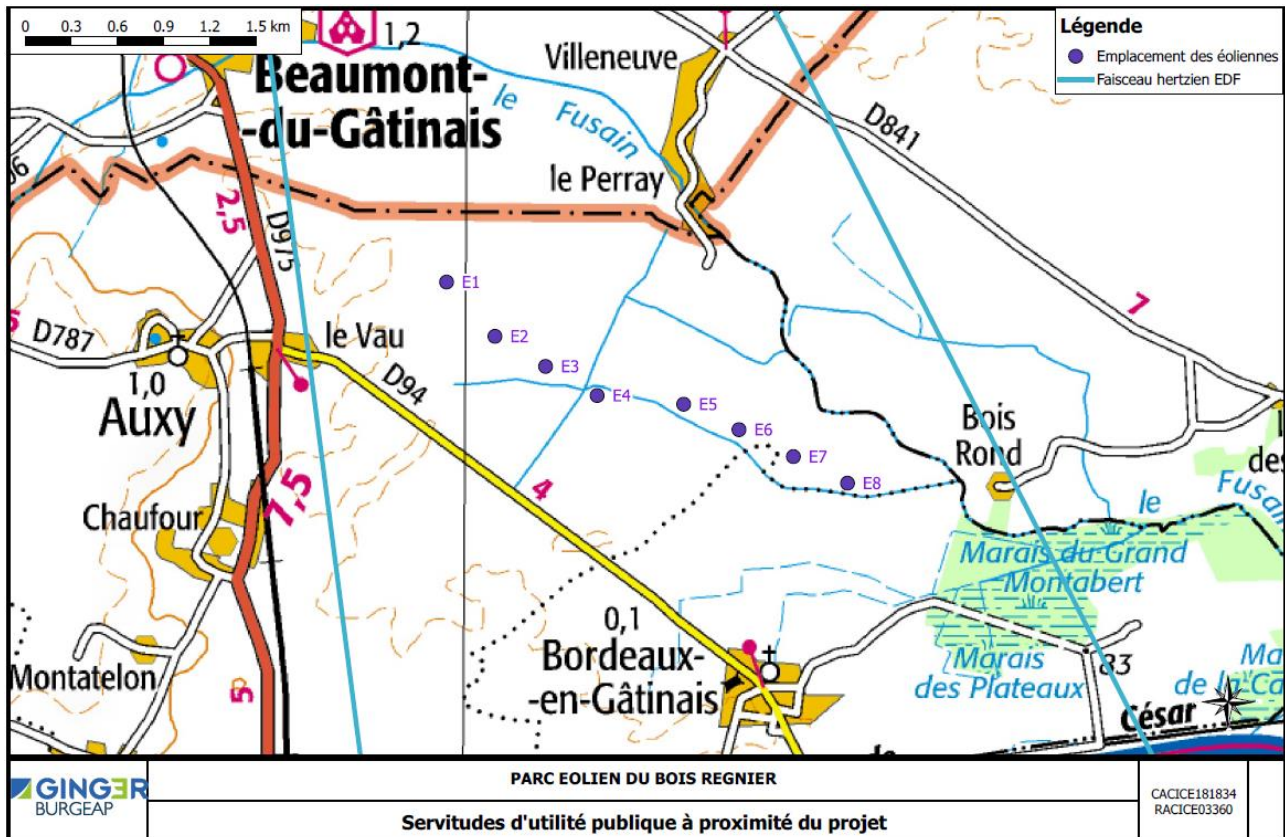 0 0.3 0.6 0.9 1.2 1.5 km
1,2
Beaumont-
-du-Gâtinais
Villeneuve
le Fusain
le Perray
Légende
Emplacement des éoliennes
Faisceau hertzien EDF
D841
2,5
D975
7
E1
E2
E3
E4
E5
E6
E7
E8
D787
le Vau
D94
1,0
Auxy
4
7,5
Chaufour
Bois
Rond
le Fusain
Marais du Grand
Montabert
0,1
Bordeaux-
-en-Gâtinais
Marais
des Plateaux
83
César
Montatelon
5
GINGER
BURGEAP
PARC EOLIEN DU BOIS REGNIER
Servitudes d'utilité publique à proximité du projet
CACICE181834
RACICE03360